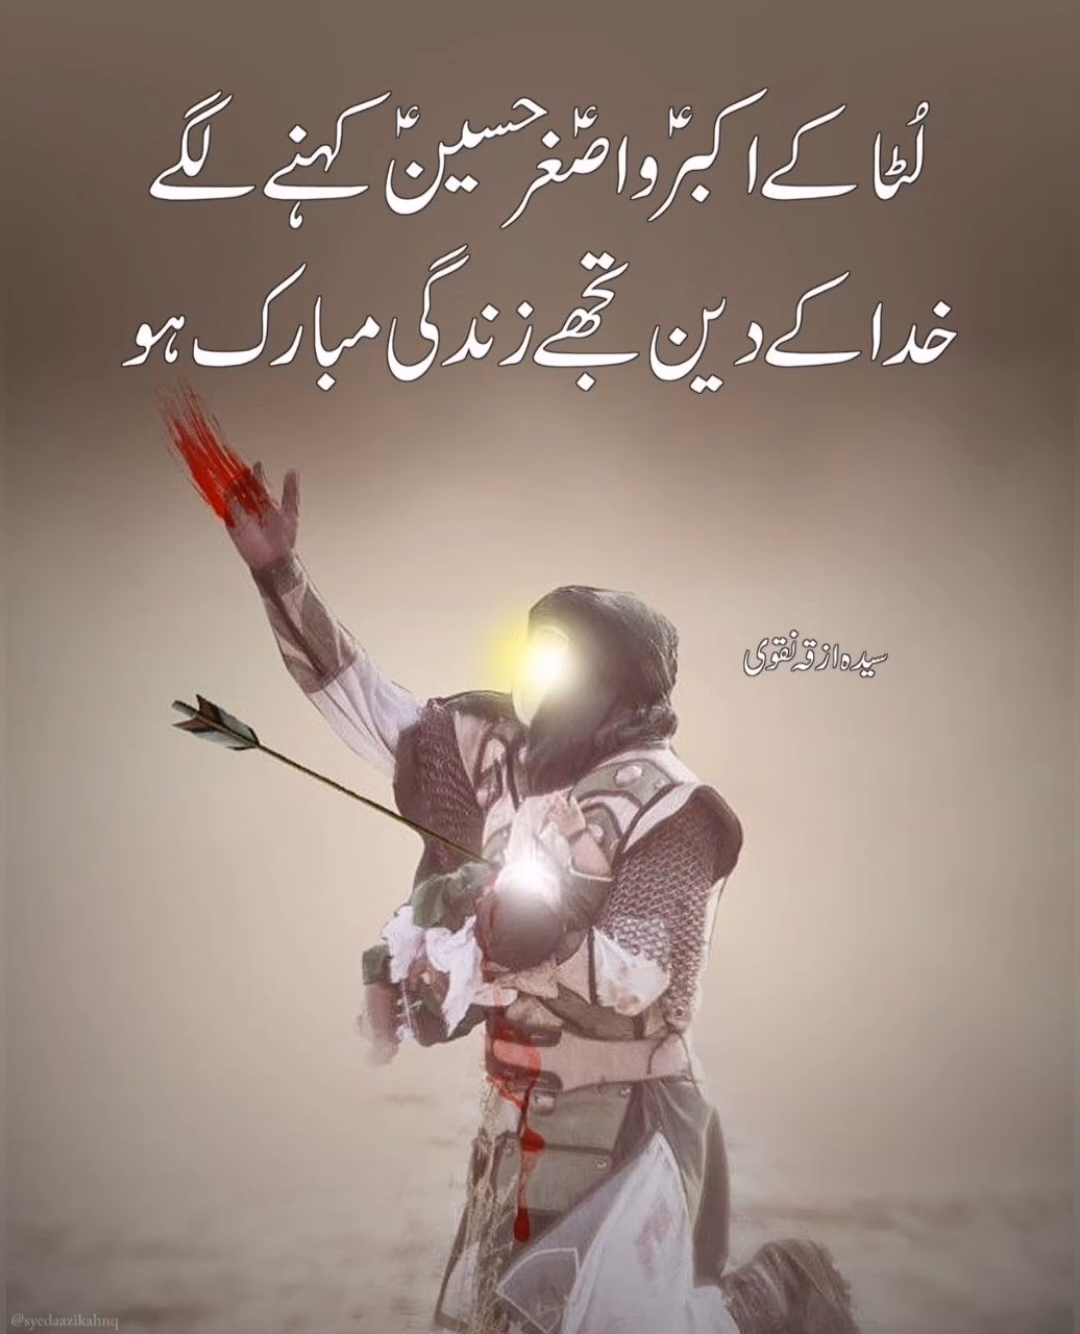 لُٹا کے اکبرؑ و اصغرؑ حسینؑ کہنے لگے
خدا کے دین تجھے زندگی مبارک ہو
سیدہ ازقہ نقوی
@syedaazikahnq